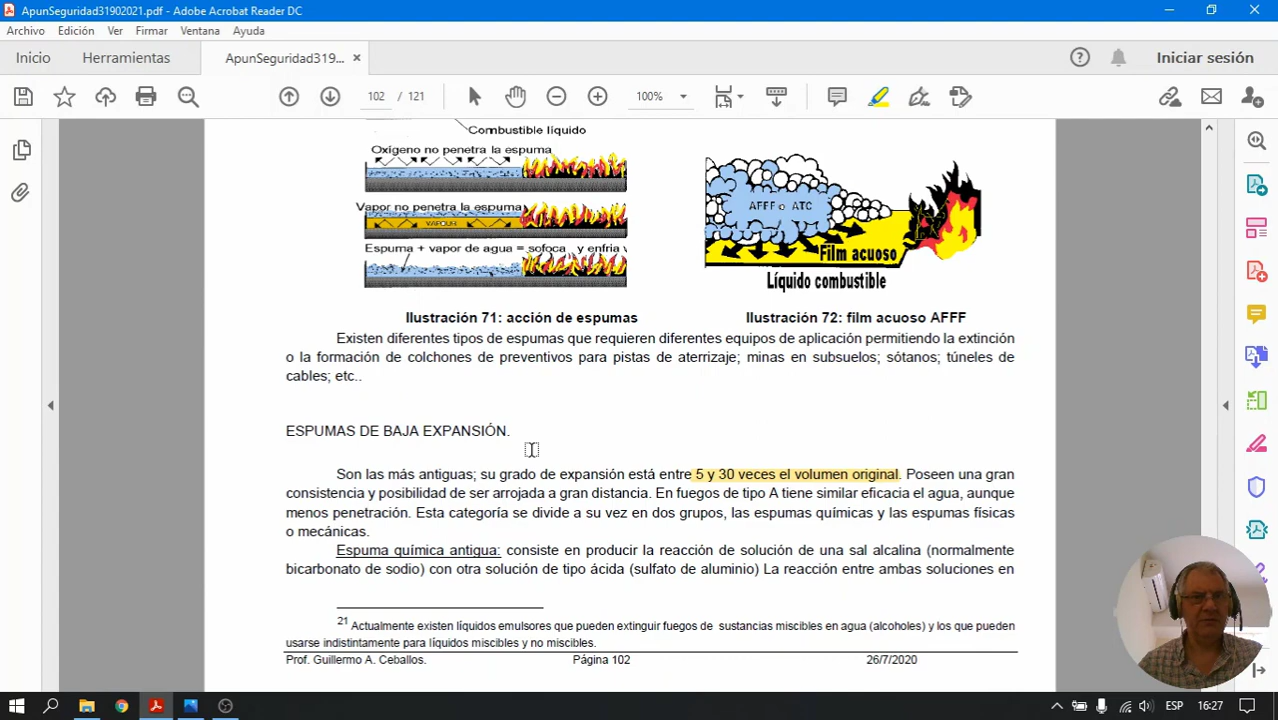 ApunSeguridad31902021.pdf - Adobe Acrobat Reader DC
Archivo Edición Ver Firmar Ventana Ayuda
Inicio Herramientas ApunSeguridad319... × Iniciar sesión
102 / 121 100%
Combustible líquido
Oxígeno no penetra la espuma
Vapor no penetra la espuma
VAPOUR
Espuma + vapor de agua = sofoca y enfria
AFFF o ATC
Film acuoso
Líquido combustible
Ilustración 71: acción de espumas
Ilustración 72: film acuoso AFFF
Existen diferentes tipos de espumas que requieren diferentes equipos de aplicación permitiendo la extinción
o la formación de colchones de preventivos para pistas de aterrizaje; minas en subsuelos; sótanos; túneles de
cables; etc..
ESPUMAS DE BAJA EXPANSIÓN.
Son las más antiguas; su grado de expansión está entre 5 y 30 veces el volumen original. Poseen una gran
consistencia y posibilidad de ser arrojada a gran distancia. En fuegos de tipo A tiene similar eficacia el agua, aunque
menos penetración. Esta categoría se divide a su vez en dos grupos, las espumas químicas y las espumas físicas
o mecánicas.
Espuma química antigua: consiste en producir la reacción de solución de una sal alcalina (normalmente
bicarbonato de sodio) con otra solución de tipo ácida (sulfato de aluminio) La reacción entre ambas soluciones en
21 Actualmente existen líquidos emulsores que pueden extinguir fuegos de sustancias miscibles en agua (alcoholes) y los que pueden
usarse indistintamente para líquidos miscibles y no miscibles.
Prof. Guillermo A. Ceballos. Página 102 26/7/2020
ESP 16:27